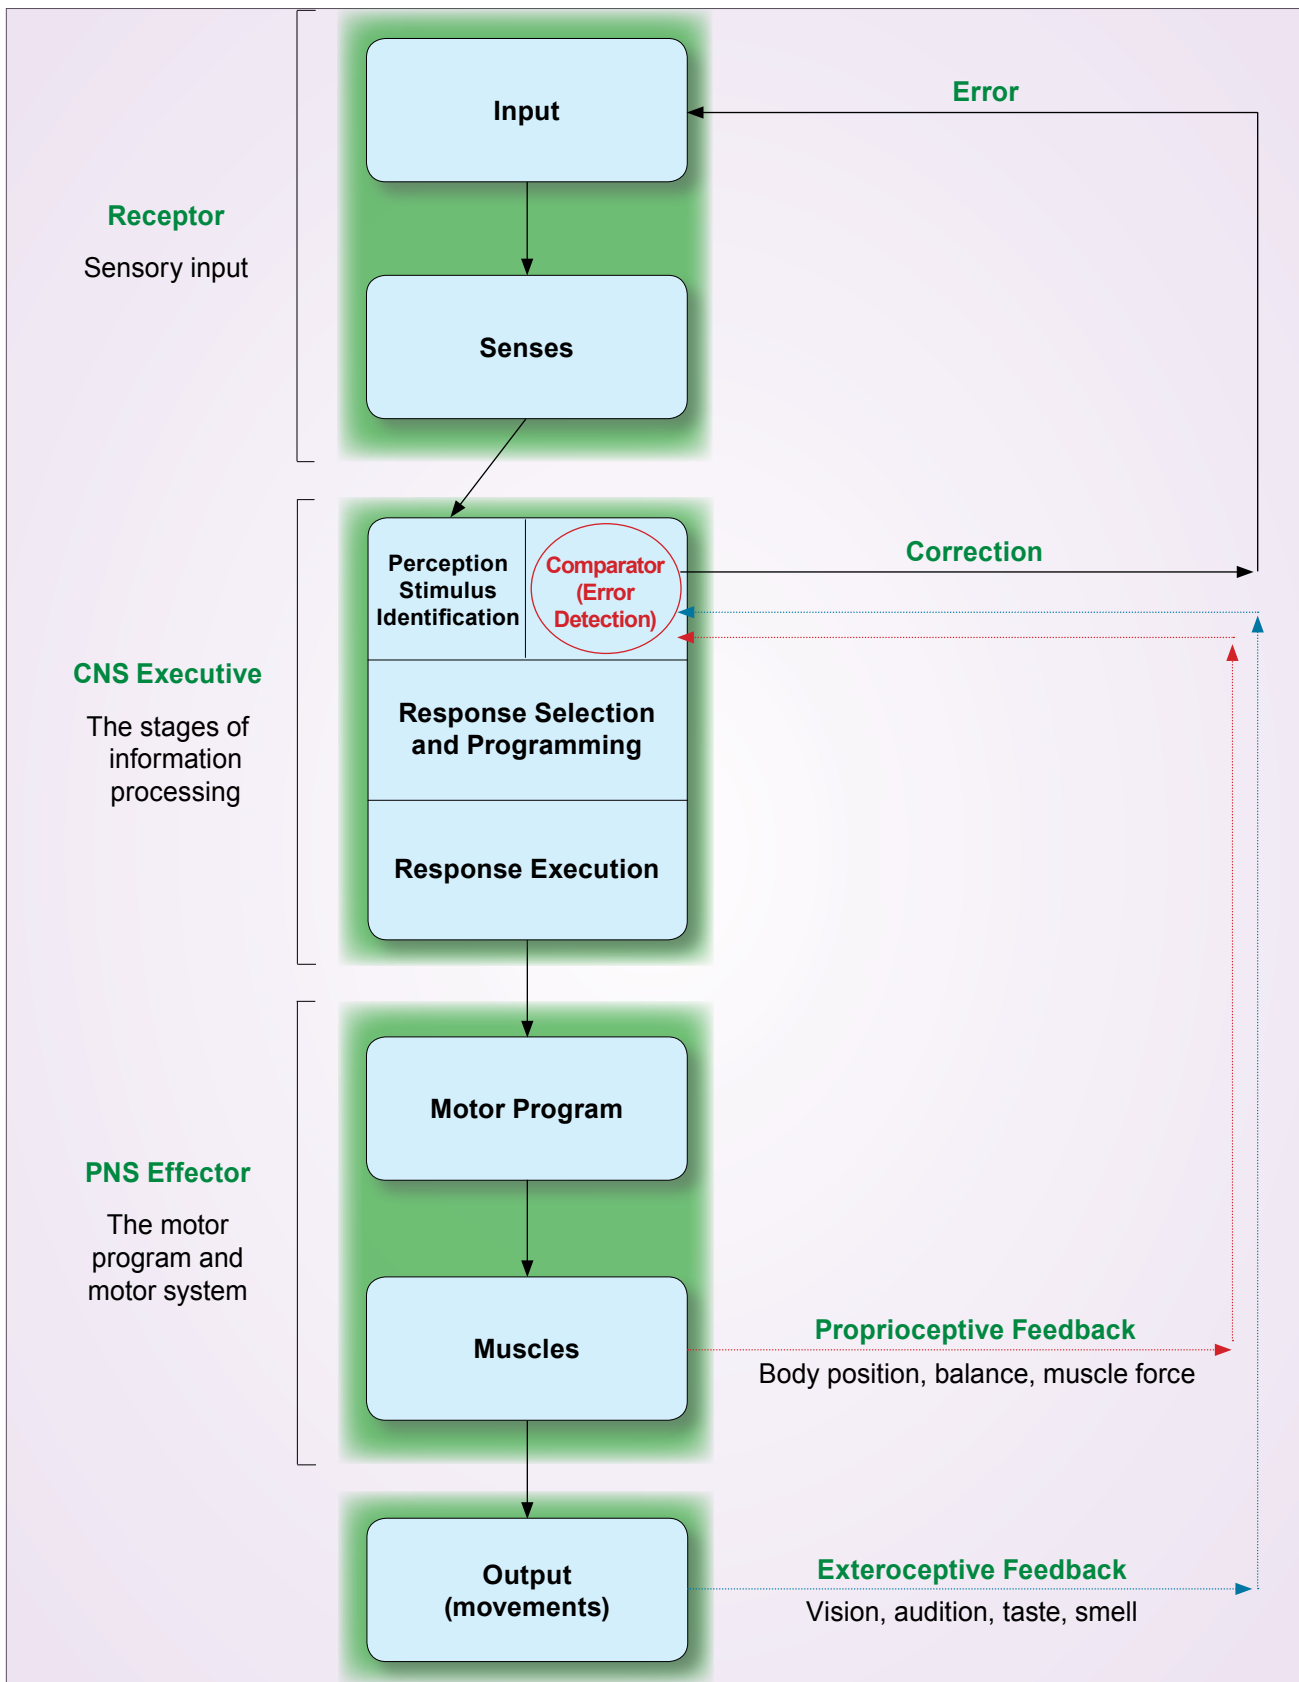 Input
Error
Receptor
Sensory input
Senses
Perception
Stimulus
Identification
Comparator
(Error
Detection)
Correction
CNS Executive
The stages of
information
processing
Response Selection
and Programming
Response Execution
Motor Program
PNS Effector
The motor
program and
motor system
Muscles
Proprioceptive Feedback
Body position, balance, muscle force
Output
(movements)
Exteroceptive Feedback
Vision, audition, taste, smell